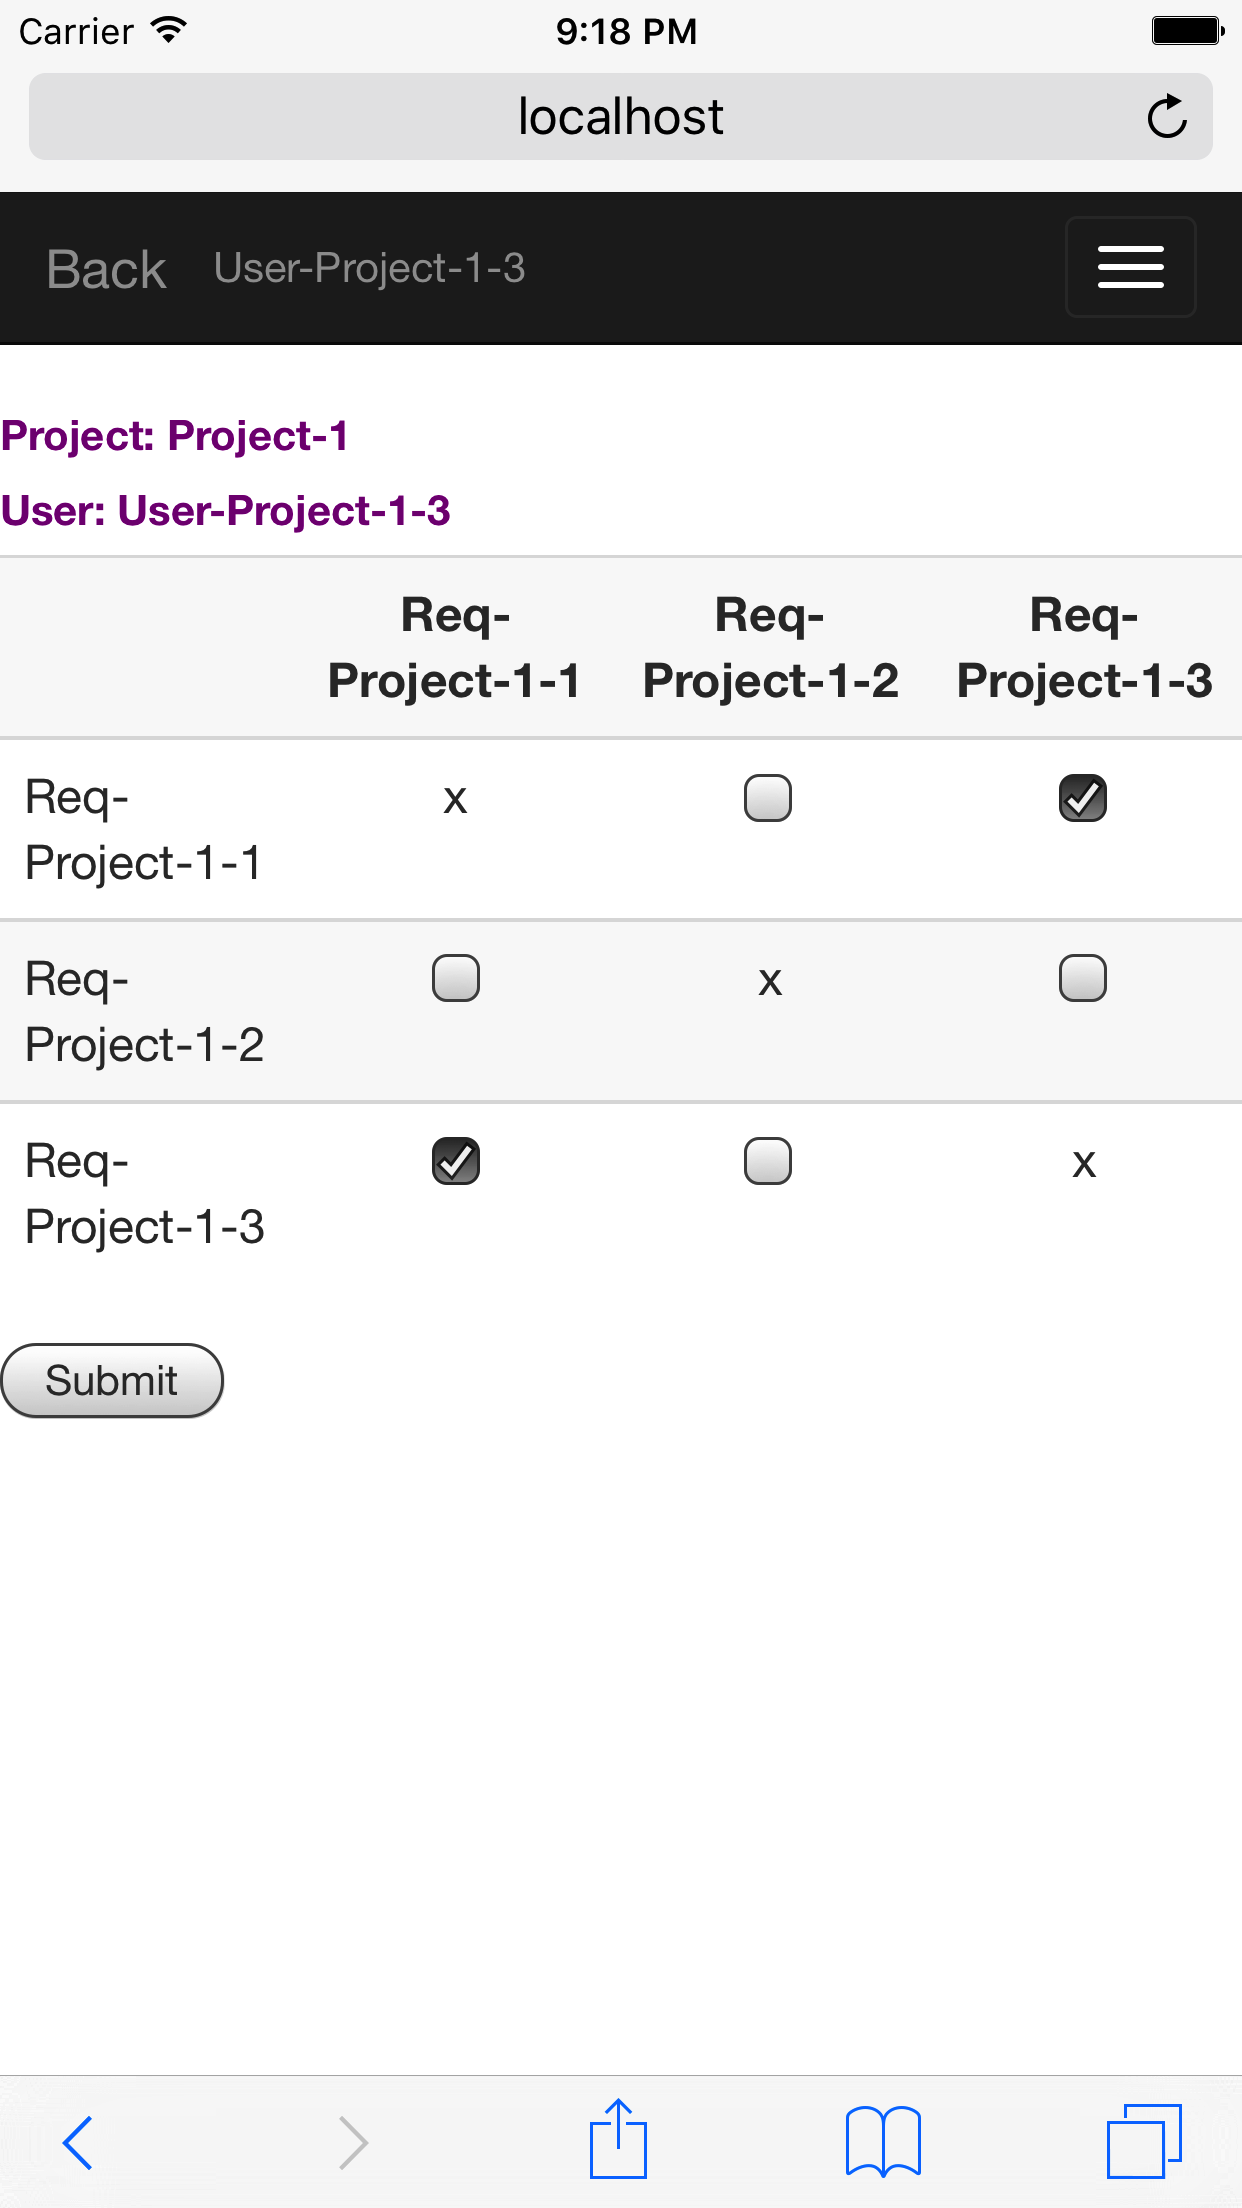 Carrier 9:18 PM
localhost
Back User-Project-1-3
Project: Project-1
User: User-Project-1-3
Req- Req- Req-
Project-1-1 Project-1-2 Project-1-3
Req- x
Project-1-1
Req- x
Project-1-2
Req- x
Project-1-3
Submit